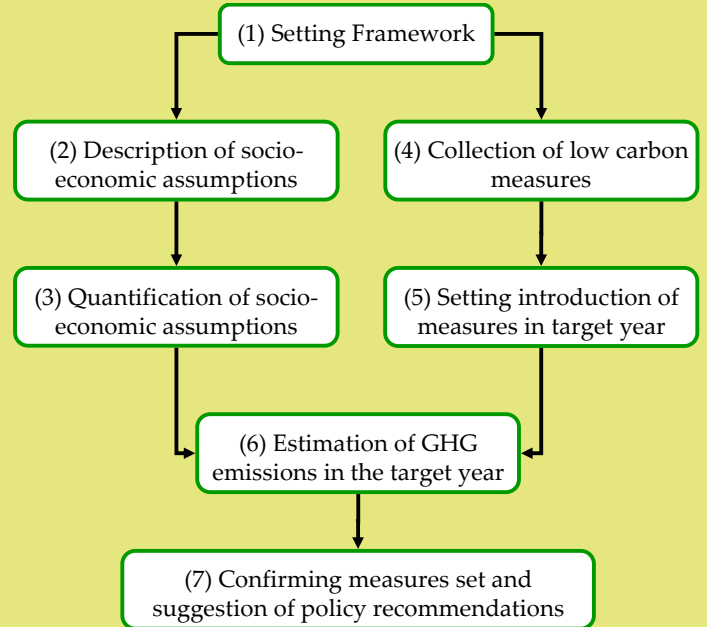 (1) Setting Framework
(2) Description of socio-
economic assumptions
(4) Collection of low carbon
measures
(3) Quantification of socio-
economic assumptions
(5) Setting introduction of
measures in target year
(6) Estimation of GHG
emissions in the target year
(7) Confirming measures set and
suggestion of policy recommendations